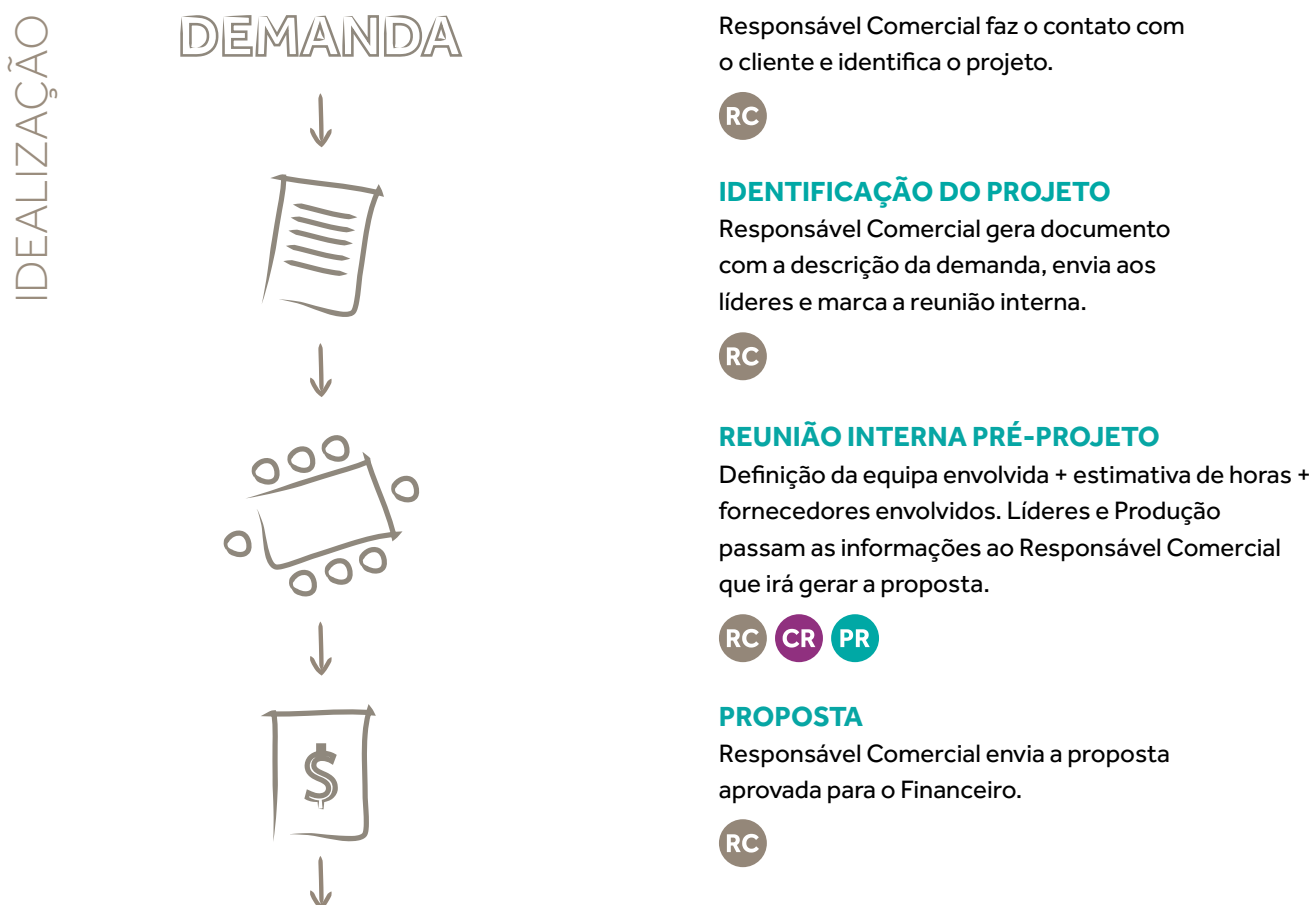 IDEALIZAÇÃO
DEMANDA
Responsável Comercial faz o contato com
o cliente e identifica o projeto.
RC
IDENTIFICAÇÃO DO PROJETO
Responsável Comercial gera documento
com a descrição da demanda, envia aos
líderes e marca a reunião interna.
RC
REUNIÃO INTERNA PRÉ-PROJETO
Definição da equipa envolvida + estimativa de horas +
fornecedores envolvidos. Líderes e Produção
passam as informações ao Responsável Comercial
que irá gerar a proposta.
RC CR PR
$
PROPOSTA
Responsável Comercial envia a proposta
aprovada para o Financeiro.
RC